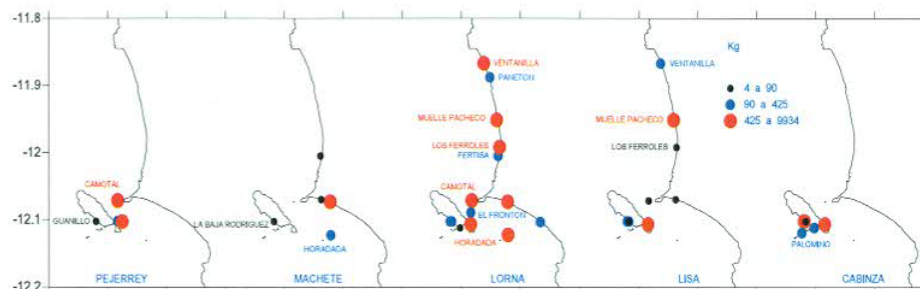 -11.8
-11.9
-12
-12.1
-12.2
CAMOTAL
GUANILLO
PEJERREY
LA BAJA RODRIGUEZ
HORADADA
MACHETE
VENTANILLA
PANETON
MUELLE PACHECO
LOS FERROLES
FERTISA
CAMOTAL
EL FRONTON
HORADADA
LORNA
VENTANILLA
MUELLE PACHECO
LOS FERROLES
LISA
Kg
4 a 90
90 a 425
425 a 9934
PALOMINO
CABINZA